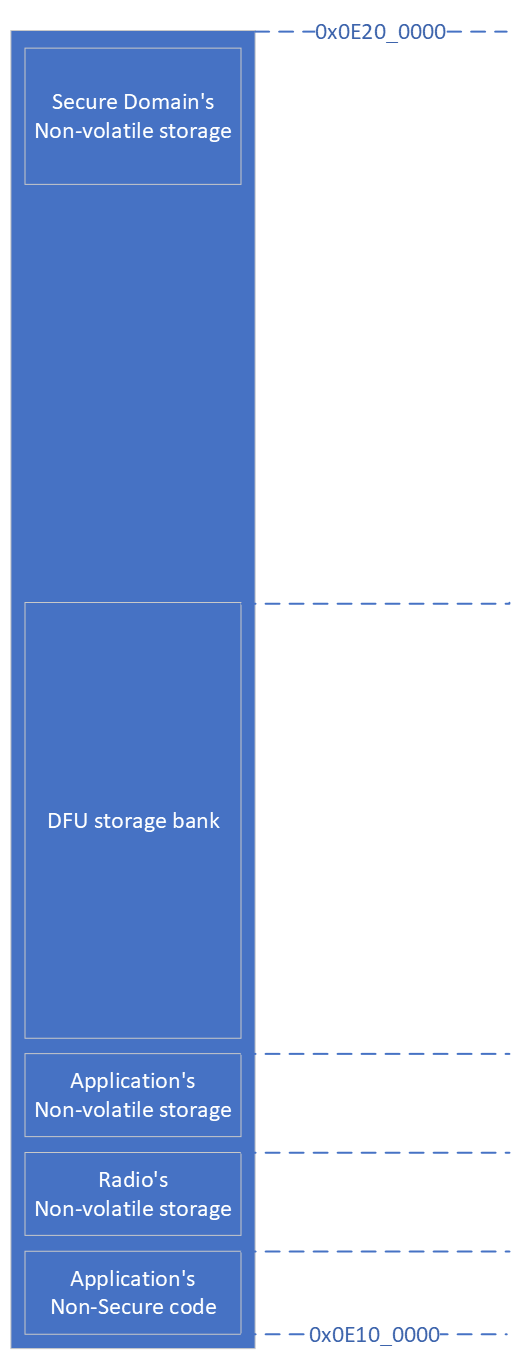 0x0E20_0000
Secure Domain's
Non-volatile storage
DFU storage bank
Application's
Non-volatile storage
Radio's
Non-volatile storage
Application's
Non-Secure code
0x0E10_0000